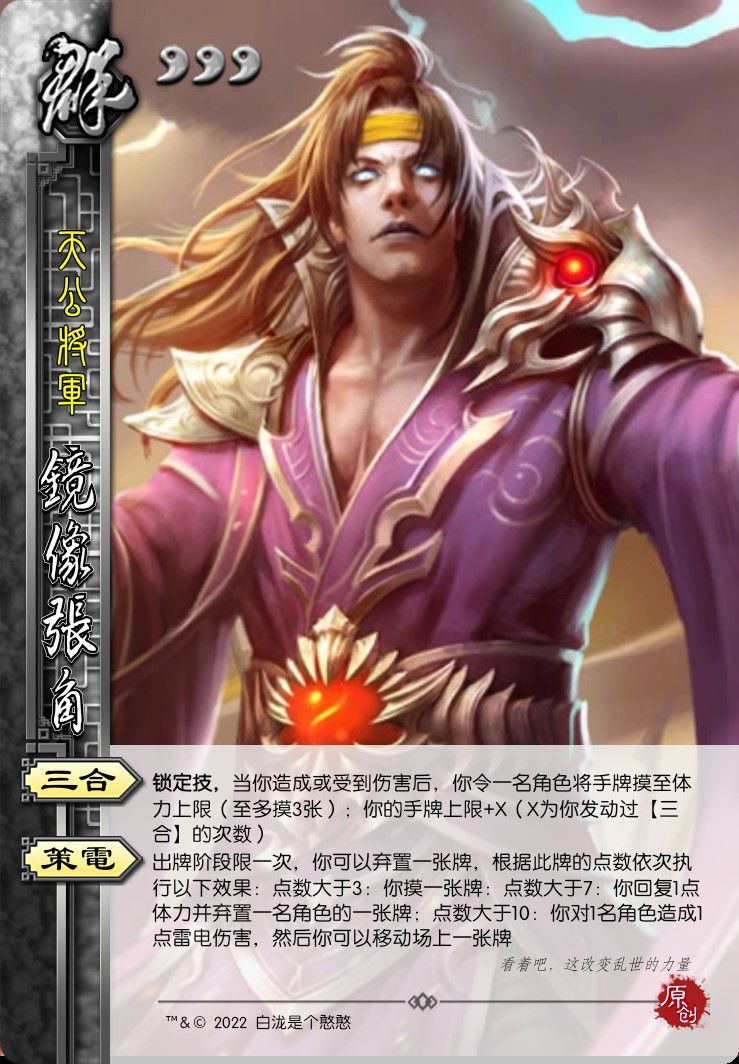 群
天公將軍
鏡像張角
三合
锁定技，当你造成或受到伤害后，你令一名角色将手牌摸至体
力上限（至多摸3张）；你的手牌上限+X（X为你发动过【三
合】的次数）
策電
出牌阶段限一次，你可以弃置一张牌，根据此牌的点数依次执
行以下效果：点数大于3：你摸一张牌：点数大于7：你回复1点
体力并弃置一名角色的一张牌；点数大于10：你对1名角色造成1
点雷电伤害，然后你可以移动场上一张牌
看着吧，这改变乱世的力量
原创
™&© 2022 白泷是个憨憨